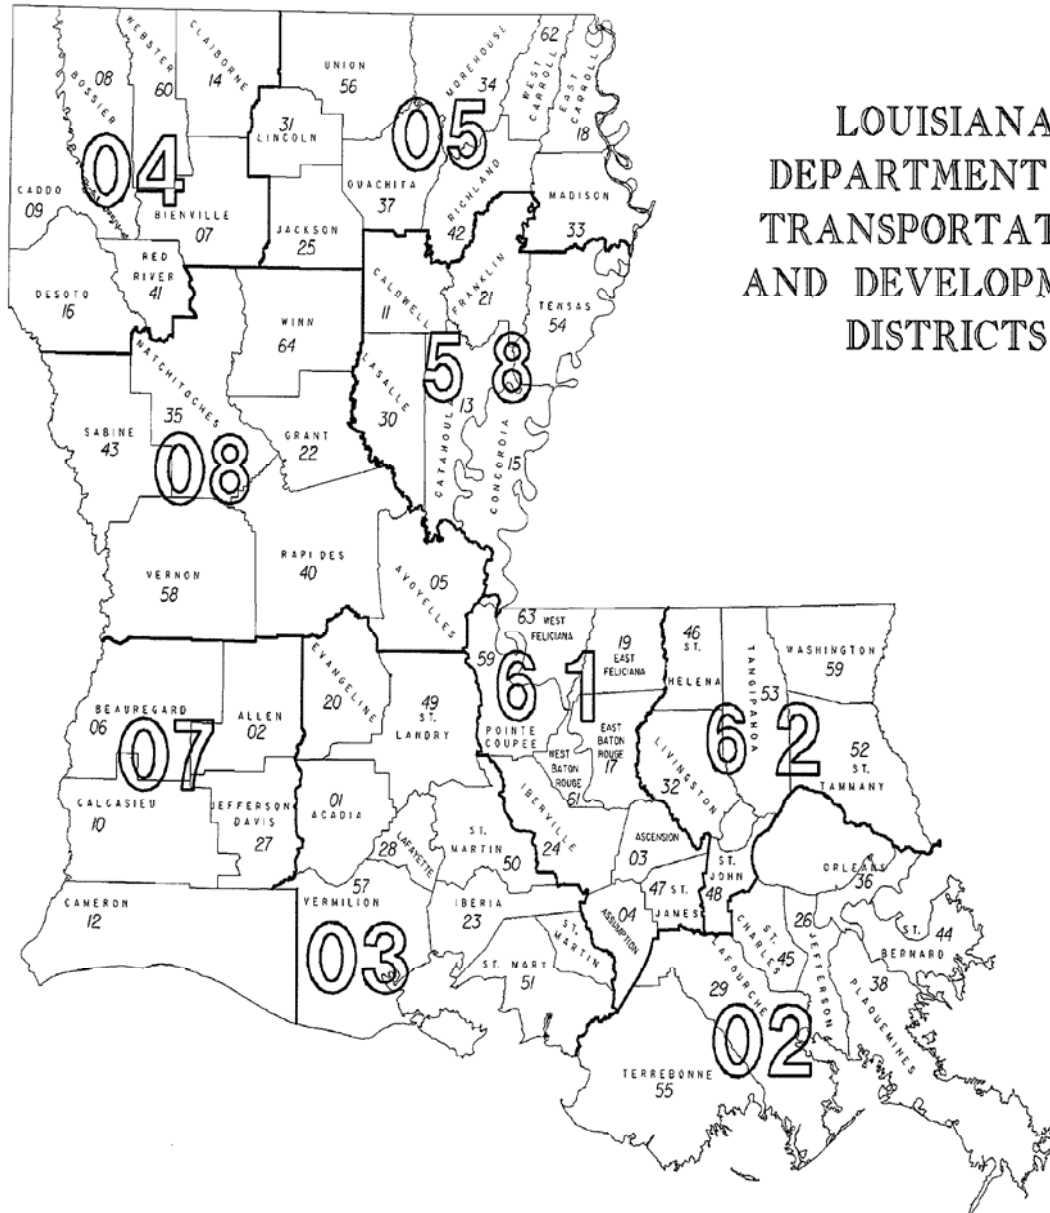 LOUISIANA
DEPARTMENT
TRANSPORTAT
AND DEVELOPM
DISTRICTS
04
BOSSIER
08
WEBSTER
60
CLAIBORNE
14
CADDO
09
BIENVILLE
07
RED
RIVER
41
DESOTO
16
05
UNION
56
31
LINCOLN
MOREHOUSE
34
62
WEST
CARROLL
EAST
CARROLL
18
OUACHITA
37
RICHLAND
42
MADISON
33
JACKSON
25
58
CALDWELL
11
FRANKLIN
21
TENSAS
54
LASALLE
30
CATAHOULA
13
CONCORDIA
15
08
WINN
64
NATCHITOCHES
35
SABINE
43
GRANT
22
VERNON
58
RAPIDES
40
AVOYELLES
05
07
BEAUREGARD
06
ALLEN
02
CALCASIEU
10
JEFFERSON
DAVIS
27
CAMERON
12
03
EVANGELINE
20
49
ST.
LANDRY
01
ACADIA
28
LAFAYETTE
ST.
MARTIN
50
57
VERMILION
IBERIA
23
ST. MARTIN
ST. MARY
51
61
63 WEST
FELICIANA
19
EAST
FELICIANA
59
POINTE
COUPEE
WEST
BATON
ROUGE
61
EAST
BATON
ROUGE
17
IBERVILLE
24
ASCENSION
03
04
ASSUMPTION
47 ST.
JAMES
62
46
ST.
HELENA
TANGIPAHOA
53
WASHINGTON
59
LIVINGSTON
32
52
ST.
TAMMANY
ST.
JOHN
48
02
ORLEANS
36
ST.
BERNARD
44
ST.
CHARLES
45
26
JEFFERSON
38
PLAQUEMINES
29
LAFOURCHE
TERREBONNE
55